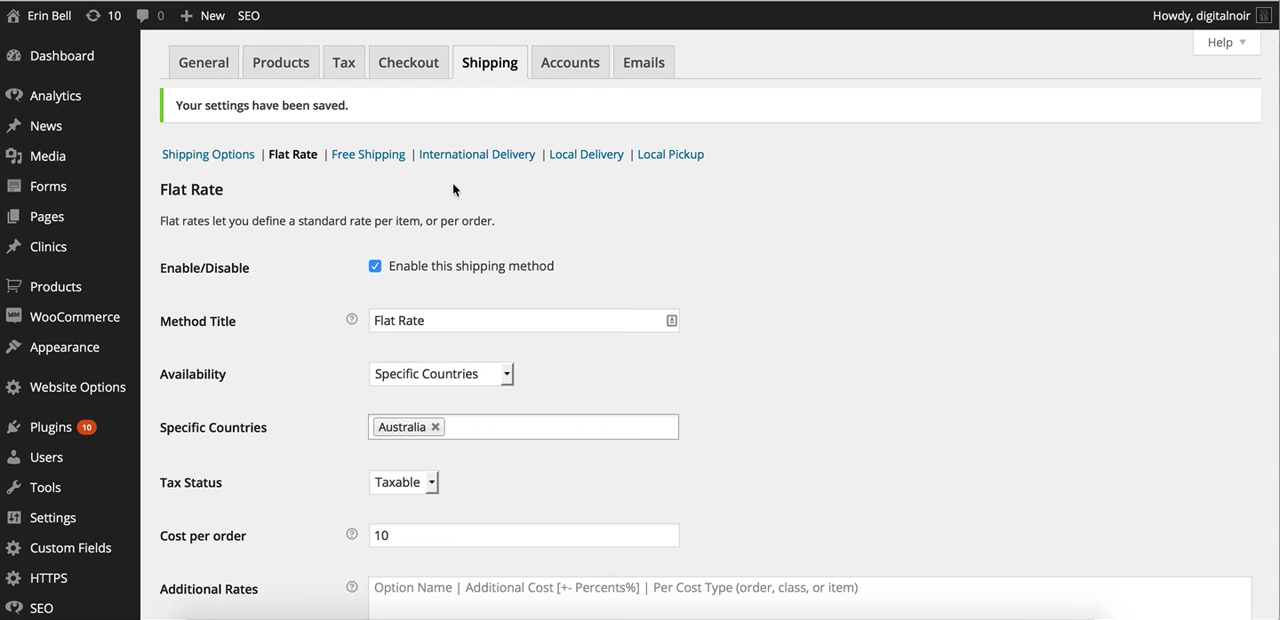 Erin Bell 10 0 New SEO Howdy, digitalnoir
Help
Dashboard
Analytics
News
Media
Forms
Pages
Clinics
Products
WooCommerce
Appearance
Website Options
Plugins 10
Users
Tools
Settings
Custom Fields
HTTPS
SEO
General Products Tax Checkout Shipping Accounts Emails
Your settings have been saved.
Shipping Options | Flat Rate | Free Shipping | International Delivery | Local Delivery | Local Pickup
Flat Rate
Flat rates let you define a standard rate per item, or per order.
Enable/Disable Enable this shipping method
Method Title ? Flat Rate
Availability Specific Countries
Specific Countries Australia ×
Tax Status Taxable
Cost per order ? 10
Additional Rates ? Option Name | Additional Cost [+- Percents%] | Per Cost Type (order, class, or item)